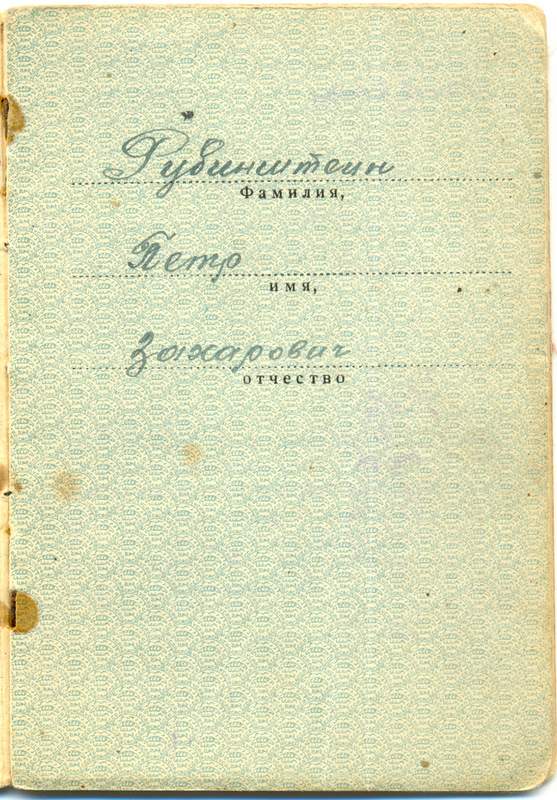 Рубинштеин
Фамилия,
Петр
имя,
Захарович
отчество